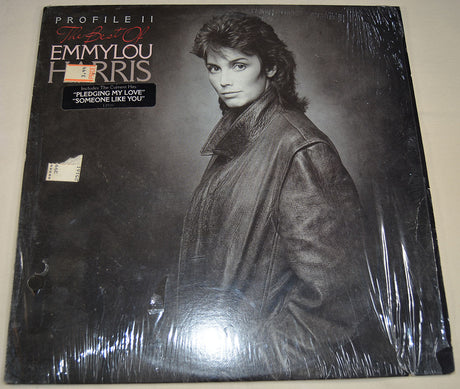 PROFILE II
The Best Of
EMMYLOU
HARRIS
Includes The Current Hits
"PLEDGING MY LOVE"
"SOMEONE LIKE YOU"